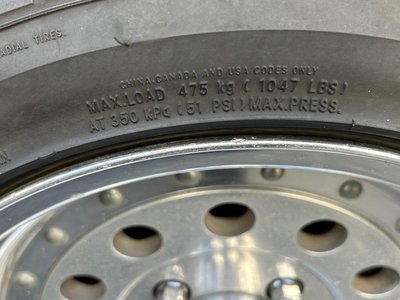 RADIAL TIRES.
CHINA.CANADA AND USA CODES ONLY
MAX.LOAD 475 kg ( 1047 LBS)
AT 350 KPa (51 PSI) MAX.PRESS.